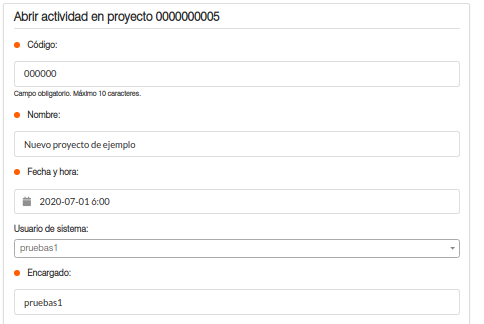 Abrir actividad en proyecto 0000000005
Código:
000000
Campo obligatorio. Máximo 10 caracteres.
Nombre:
Nuevo proyecto de ejemplo
Fecha y hora:
2020-07-01 6:00
Usuario de sistema:
pruebas1
Encargado:
pruebas1